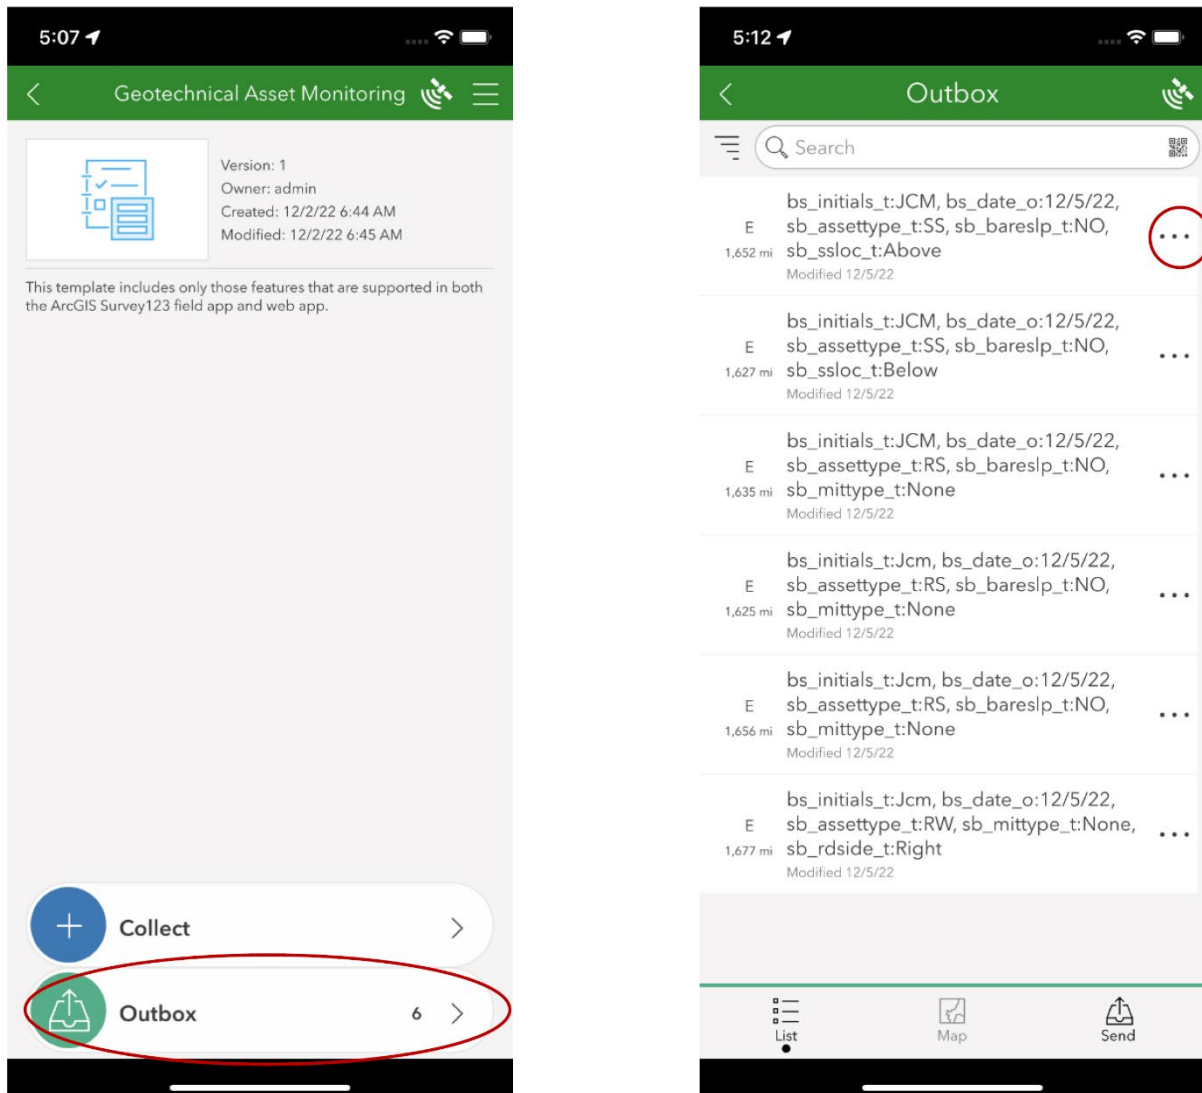 5:07
Geotechnical Asset Monitoring
Version: 1
Owner: admin
Created: 12/2/22 6:44 AM
Modified: 12/2/22 6:45 AM
This template includes only those features that are supported in both
the ArcGIS Survey123 field app and web app.
Collect
Outbox 6
5:12
Outbox
Search
bs_initials_t:JCM, bs_date_o:12/5/22,
E sb_assettype_t:SS, sb_bareslp_t:NO,
1,652 mi sb_ssloc_t:Above
Modified 12/5/22
bs_initials_t:JCM, bs_date_o:12/5/22,
E sb_assettype_t:SS, sb_bareslp_t:NO,
1,627 mi sb_ssloc_t:Below
Modified 12/5/22
bs_initials_t:JCM, bs_date_o:12/5/22,
E sb_assettype_t:RS, sb_bareslp_t:NO,
1,635 mi sb_mittype_t:None
Modified 12/5/22
bs_initials_t:Jcm, bs_date_o:12/5/22,
E sb_assettype_t:RS, sb_bareslp_t:NO,
1,625 mi sb_mittype_t:None
Modified 12/5/22
bs_initials_t:Jcm, bs_date_o:12/5/22,
E sb_assettype_t:RS, sb_bareslp_t:NO,
1,656 mi sb_mittype_t:None
Modified 12/5/22
bs_initials_t:Jcm, bs_date_o:12/5/22,
E sb_assettype_t:RW, sb_mittype_t:None,
1,677 mi sb_rdside_t:Right
Modified 12/5/22
List Map Send